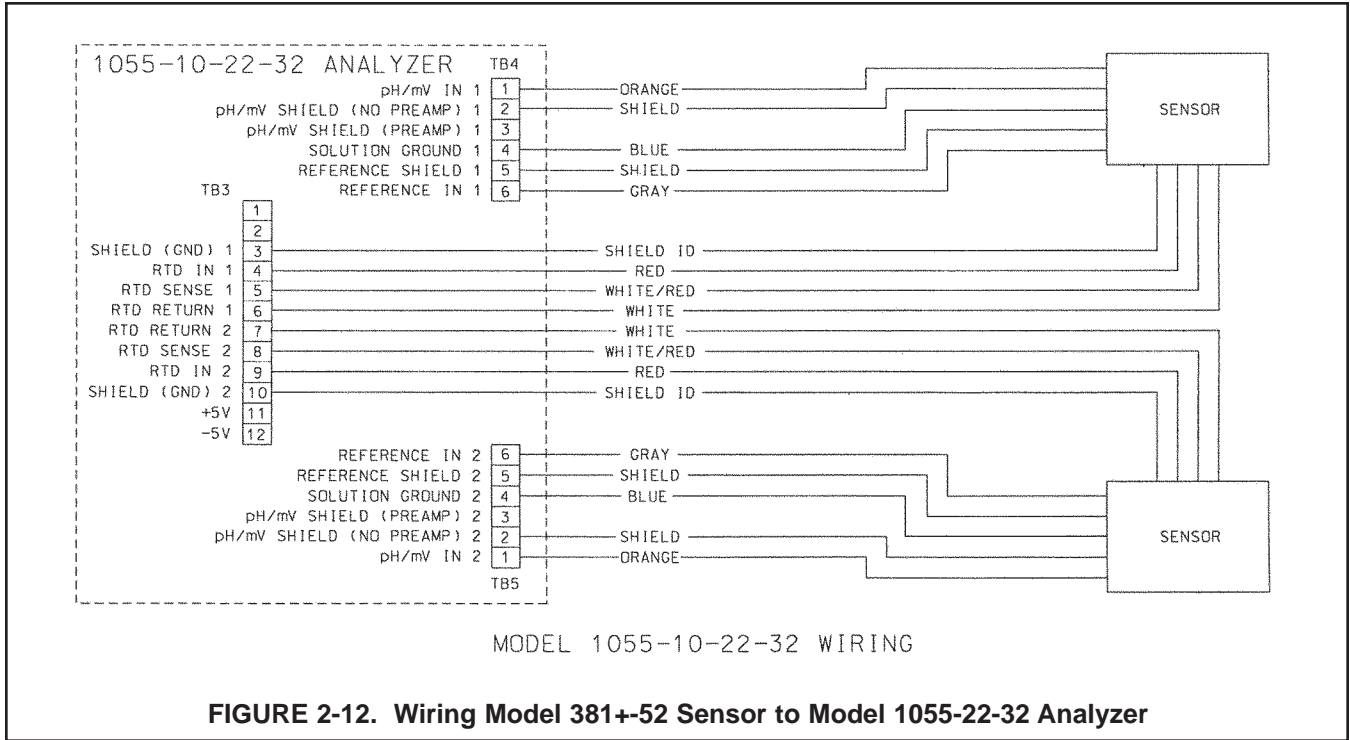 1055-10-22-32 ANALYZER TB4
pH/mV IN 1 1 ORANGE
pH/mV SHIELD (NO PREAMP) 1 2 SHIELD
pH/mV SHIELD (PREAMP) 1 3
SOLUTION GROUND 1 4 BLUE
REFERENCE SHIELD 1 5 SHIELD
REFERENCE IN 1 6 GRAY
SENSOR
TB3
1
2
SHIELD (GND) 1 3 SHIELD ID
RTD IN 1 4 RED
RTD SENSE 1 5 WHITE/RED
RTD RETURN 1 6 WHITE
RTD RETURN 2 7 WHITE
RTD SENSE 2 8 WHITE/RED
RTD IN 2 9 RED
SHIELD (GND) 2 10 SHIELD ID
+5V 11
-5V 12
REFERENCE IN 2 6 GRAY
REFERENCE SHIELD 2 5 SHIELD
SOLUTION GROUND 2 4 BLUE
pH/mV SHIELD (PREAMP) 2 3
pH/mV SHIELD (NO PREAMP) 2 2 SHIELD
pH/mV IN 2 1 ORANGE
TB5
SENSOR
MODEL 1055-10-22-32 WIRING
FIGURE 2-12. Wiring Model 381+-52 Sensor to Model 1055-22-32 Analyzer